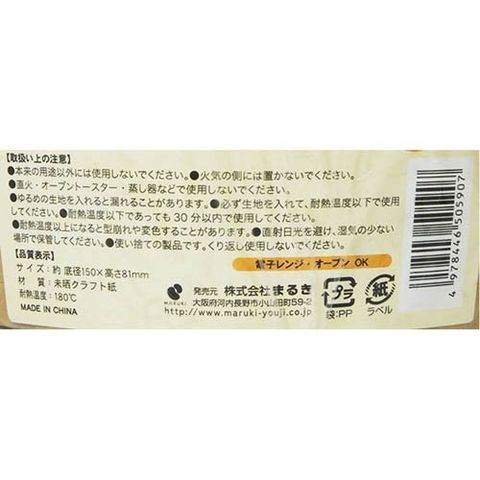 【取扱い上の注意】
●本来の用途以外には使用しないでください。●火気の側には置かないでください。
●直火・オーブントースター・蒸し器などで使用しないでください。
●ゆるめの生地を入れると漏れることがあります。●必ず生地を入れて、耐熱温度以下で使用
してください。●耐熱温度以下であっても30分以内で使用してください。
●耐熱温度以上になると型崩れや変色することがあります。●直射日光を避け、湿気の少ない
場所で保管してください。●使い捨ての製品です。くり返し使用しないでください。
【品質表示】
サイズ:約 底径150×高さ81mm
材 質:未晒クラフト紙
耐熱温度:180℃
MADE IN CHINA
電子レンジ・オーブン OK
MARUKI
発売元 株式会社まるき
大阪府河内長野市小山田町59-2
http://www.maruki-youji.co.jp
プラ
袋:PP
紙
ラベル
4 978446 505907